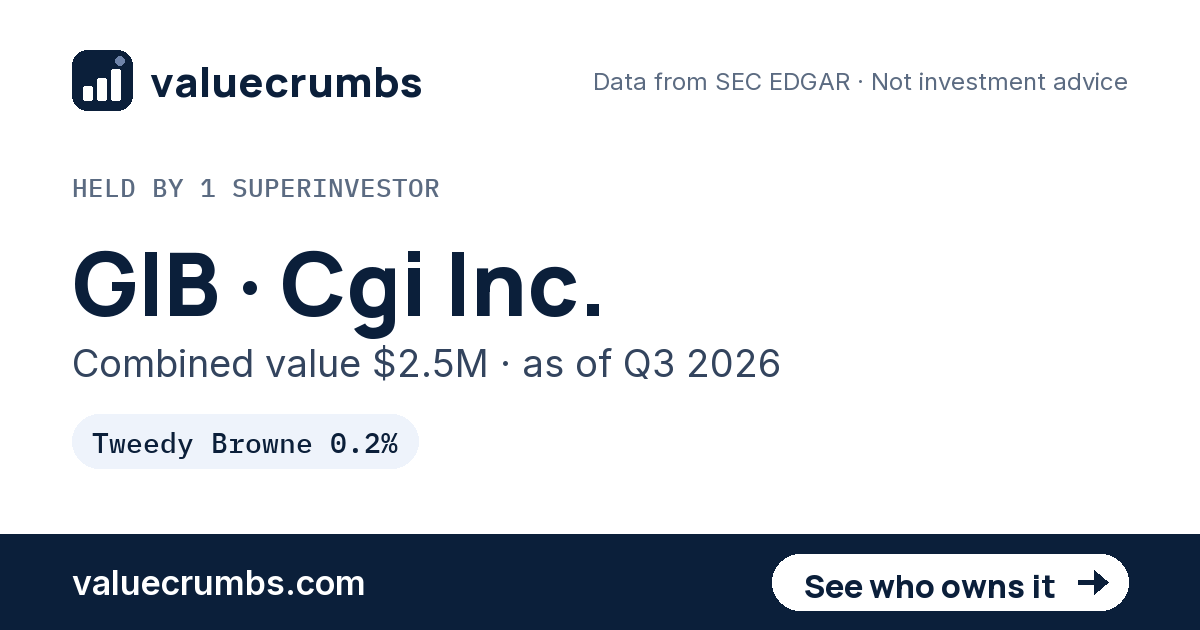 valuecrumbs
Data from SEC EDGAR · Not investment advice
HELD BY 1 SUPERINVESTOR
GIB · Cgi Inc.
Combined value $2.5M · as of Q3 2026
Tweedy Browne 0.2%
valuecrumbs.com
See who owns it →